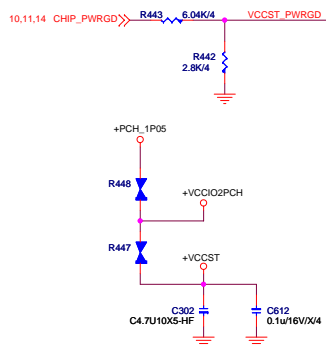 10,11,14 CHIP_PWRGD
R443
6.04K/4
VCCST_PWRGD
R442
2.8K/4
+PCH_1P05
R448
+VCCIO2PCH
R447
+VCCST
C302
C4.7U10X5-HF
C612
0.1u/16V/X/4